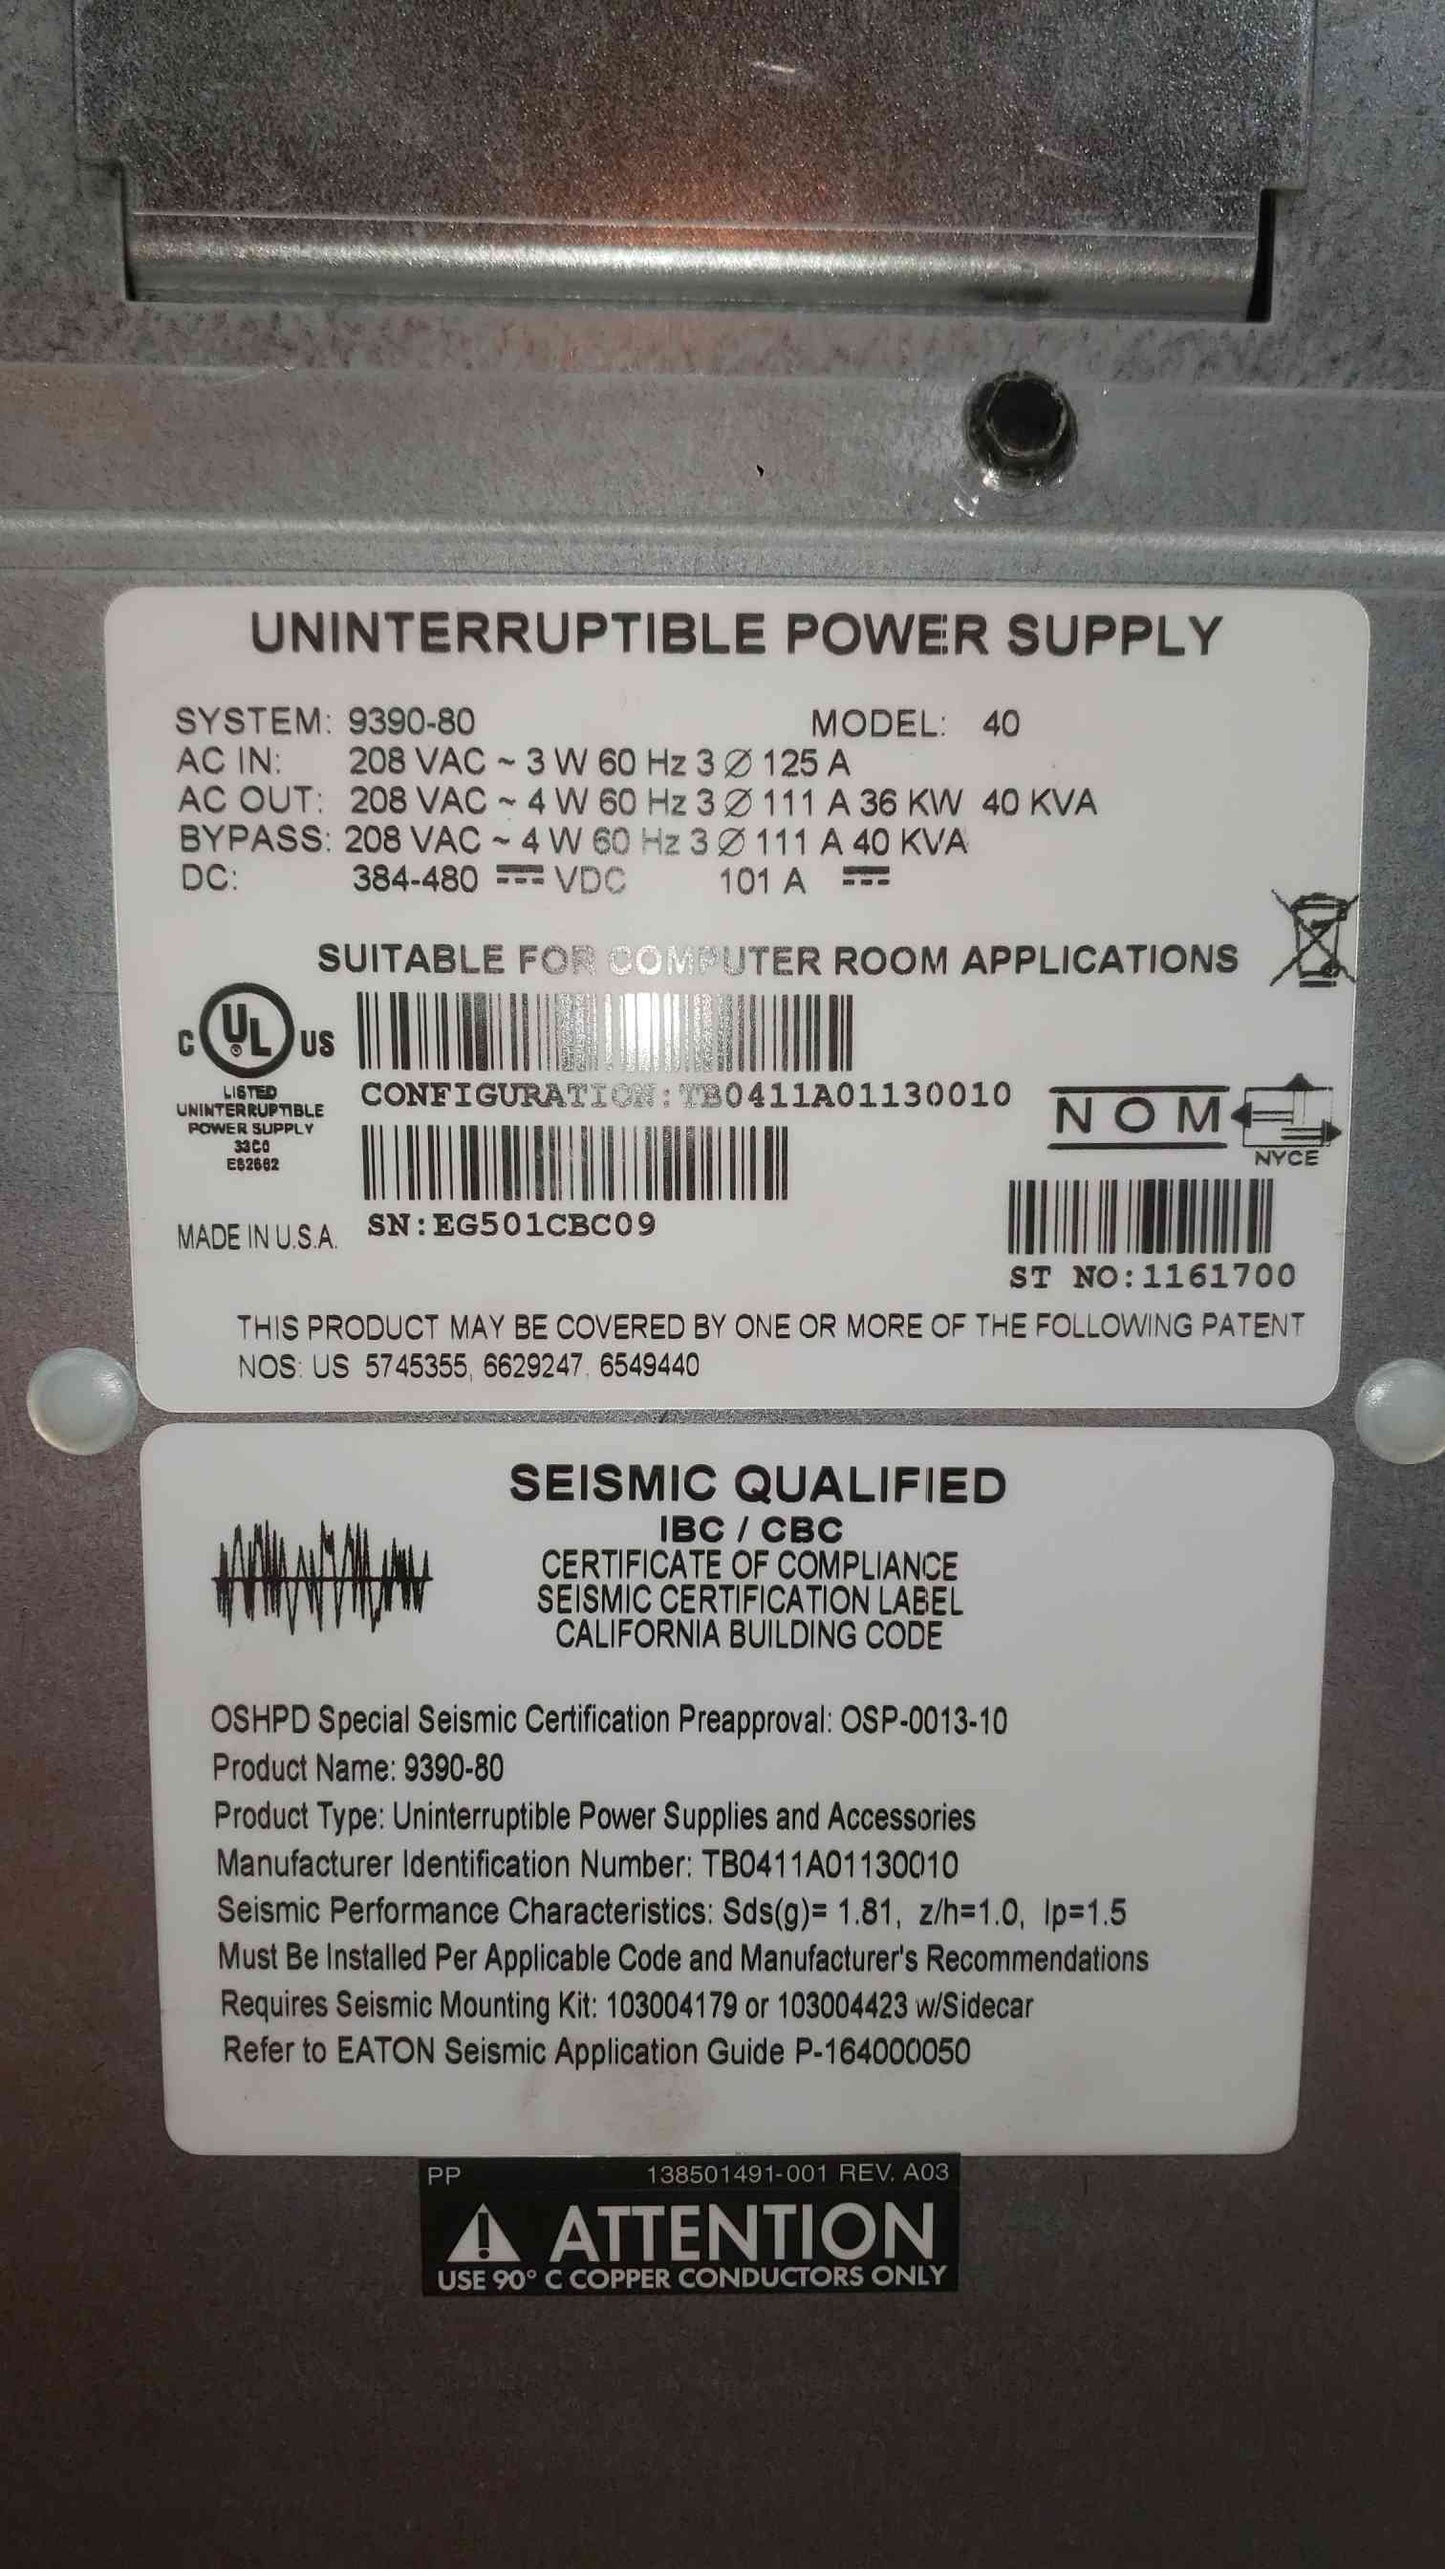 UNINTERRUPTIBLE POWER SUPPLY
SYSTEM: 9390-80 MODEL: 40
AC IN: 208 VAC ~ 3 W 60 Hz 3 Ø 125 A
AC OUT: 208 VAC ~ 4 W 60 Hz 3 Ø 111 A 36 KW 40 KVA
BYPASS: 208 VAC ~ 4 W 60 Hz 3 Ø 111 A 40 KVA
DC: 384-480 VDC 101 A
SUITABLE FOR COMPUTER ROOM APPLICATIONS
C UL US
LISTED
UNINTERRUPTIBLE
POWER SUPPLY
33C0
E82662
CONFIGURATION:TB0411A01130010
NOM
NYCE
SN:EG501CBC09
MADE IN U.S.A.
ST NO:1161700
THIS PRODUCT MAY BE COVERED BY ONE OR MORE OF THE FOLLOWING PATENT
NOS: US 5745355, 6629247, 6549440
SEISMIC QUALIFIED
IBC / CBC
CERTIFICATE OF COMPLIANCE
SEISMIC CERTIFICATION LABEL
CALIFORNIA BUILDING CODE
OSHPD Special Seismic Certification Preapproval: OSP-0013-10
Product Name: 9390-80
Product Type: Uninterruptible Power Supplies and Accessories
Manufacturer Identification Number: TB0411A01130010
Seismic Performance Characteristics: Sds(g)= 1.81, z/h=1.0, Ip=1.5
Must Be Installed Per Applicable Code and Manufacturer's Recommendations
Requires Seismic Mounting Kit: 103004179 or 103004423 w/Sidecar
Refer to EATON Seismic Application Guide P-164000050
PP 138501491-001 REV. A03
ATTENTION
USE 90° C COPPER CONDUCTORS ONLY